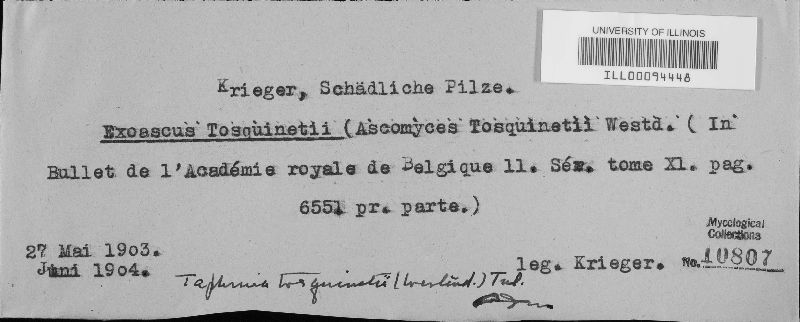 UNIVERSITY OF ILLINOIS
ILL00094448
Krieger, Schädliche Pilze.
Exoascus Tosquinetii (Ascomyces Tosquinetii Westd. ( In
Bullet de l'Académie royale de Belgique 11. Sér. tome Xl. pag.
6551 pr. parte.)
27 Mai 1903.
Juni 1904.
leg. Krieger.
Mycological
Collections
No. 10807
Taphrina tosquinetii (Westend.) Tul.